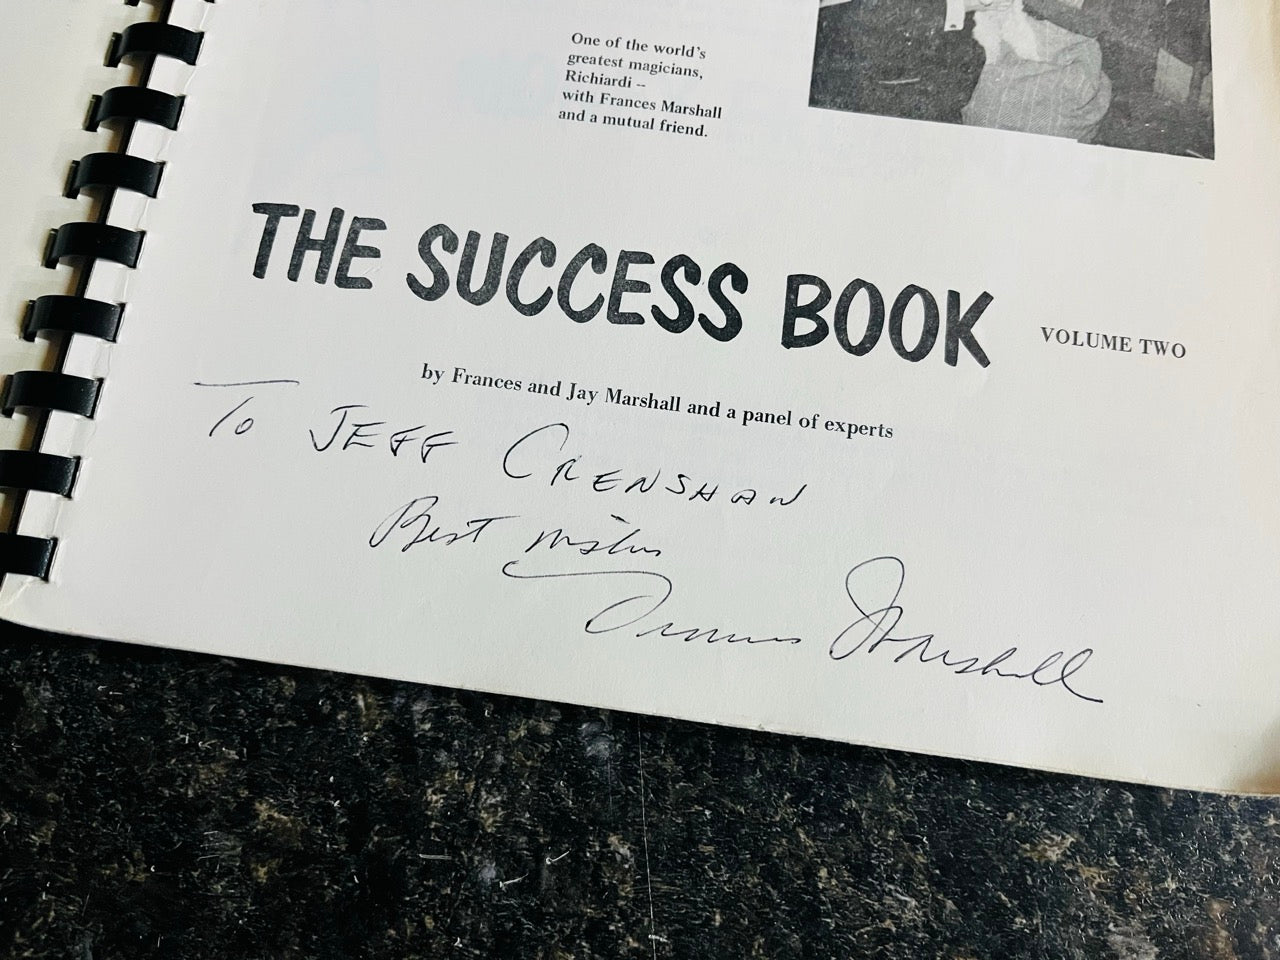 One of the world's
greatest magicians,
Richiardi --
with Frances Marshall
and a mutual friend.
THE SUCCESS BOOK VOLUME TWO
by Frances and Jay Marshall and a panel of experts
To JEFF CRENSHAW
Best wishes
Frances Marshall